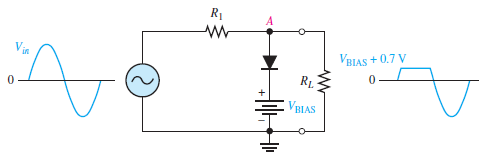 R₁
A
Vin
0
+
VBIAS
–
RL
VBIAS + 0.7 V
0